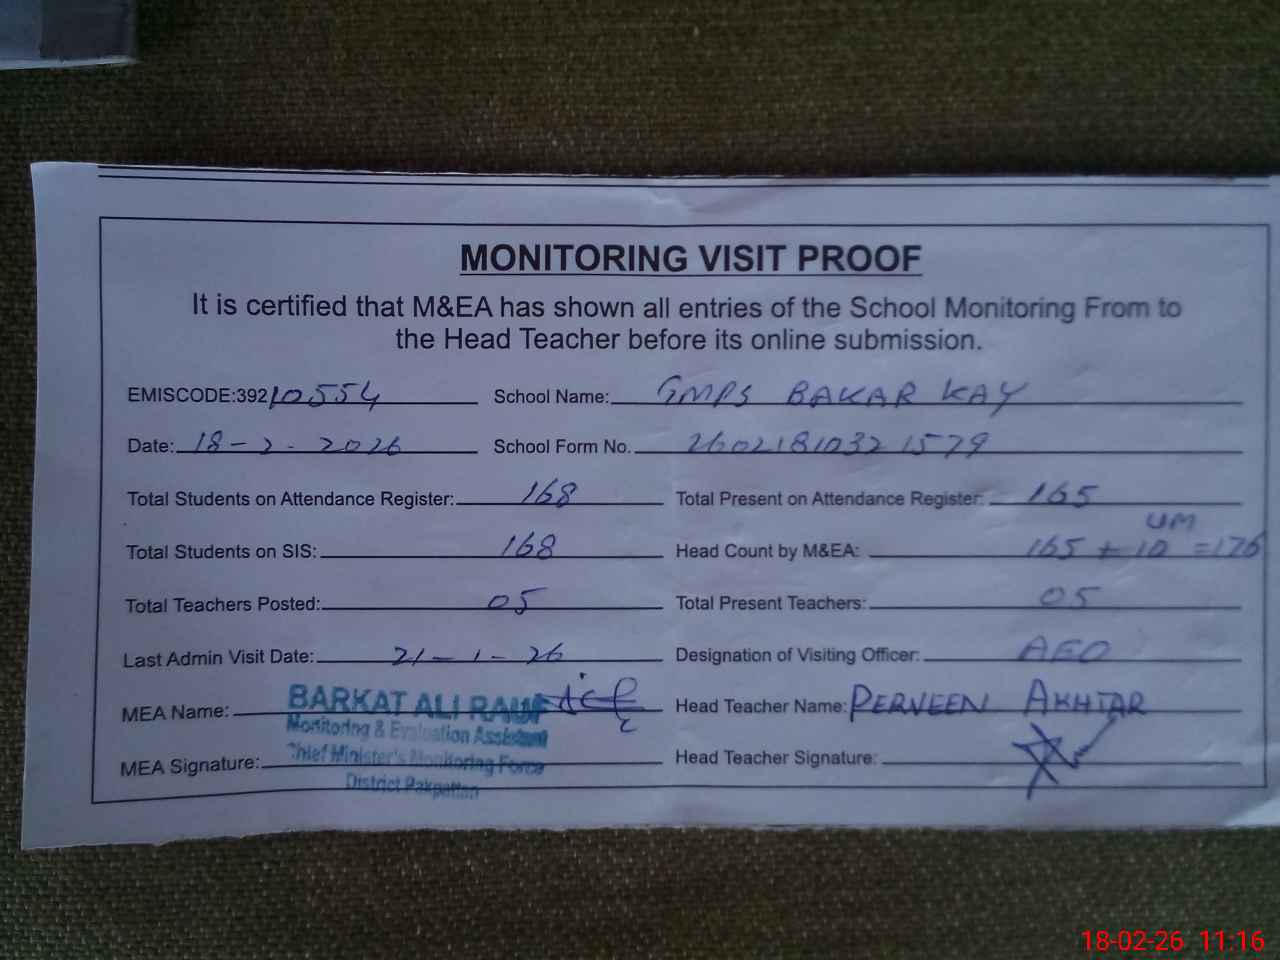 MONITORING VISIT PROOF
It is certified that M&EA has shown all entries of the School Monitoring From to
the Head Teacher before its online submission.
EMISCODE:39210554 School Name: GMPS BAKAR KAY
Date: 18-2-2026 School Form No. 26021810321579
Total Students on Attendance Register: 168 Total Present on Attendance Register: 165
UM
Total Students on SIS: 168 Head Count by M&EA: 165 + 10 =176
Total Teachers Posted: 05 Total Present Teachers: 05
Last Admin Visit Date: 21-1-26 Designation of Visiting Officer: AEO
MEA Name: BARKAT ALI RAUF Head Teacher Name: PERVEEN AKHTAR
Monitoring & Evaluation Assistant
MEA Signature: Chief Minister's Monitoring Force Head Teacher Signature:
District Pakpattan
18-02-26 11:16